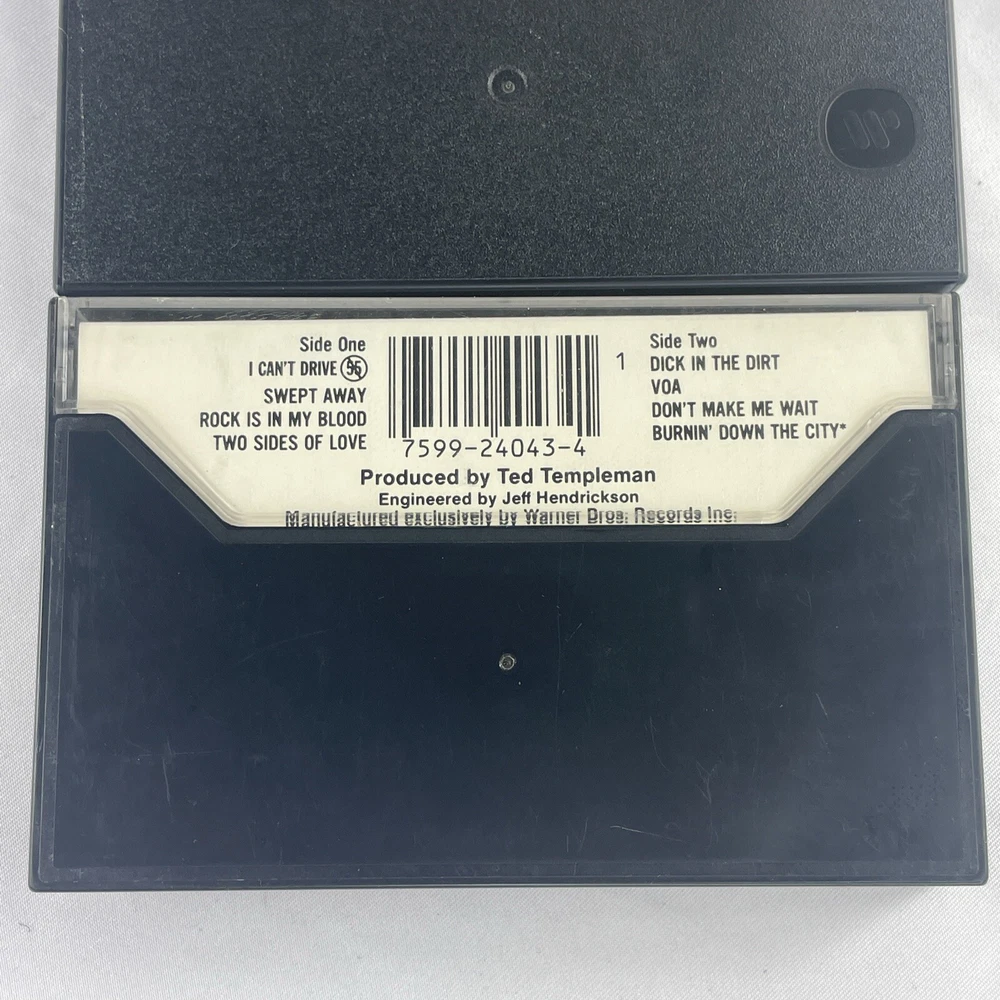 Side One
I CAN'T DRIVE 55
SWEPT AWAY
ROCK IS IN MY BLOOD
TWO SIDES OF LOVE
7599-24043-4
1
Side Two
DICK IN THE DIRT
VOA
DON'T MAKE ME WAIT
BURNIN' DOWN THE CITY*
Produced by Ted Templeman
Engineered by Jeff Hendrickson
Manufactured exclusively by Warner Bros. Records Inc.